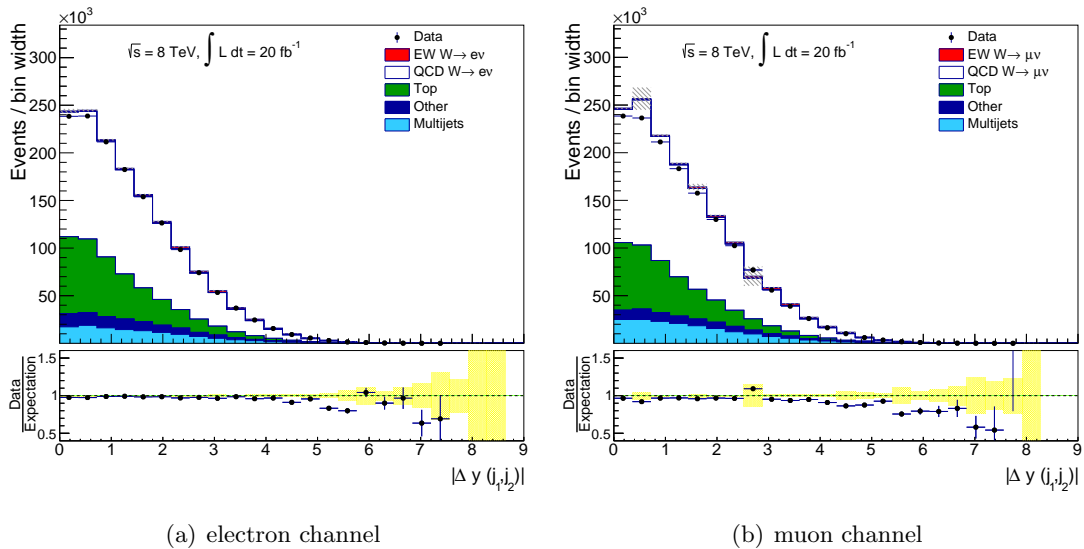 ×10³
Events / bin width
300
250
200
150
100
50
√s = 8 TeV, ∫ L dt = 20 fb⁻¹
Data
EW W→ eν
QCD W→ eν
Top
Other
Multijets
Data
Expectation
1.5
1
0.5
0 1 2 3 4 5 6 7 8 9
|Δ y (j₁,j₂)|
(a) electron channel
×10³
Events / bin width
300
250
200
150
100
50
√s = 8 TeV, ∫ L dt = 20 fb⁻¹
Data
EW W→ μν
QCD W→ μν
Top
Other
Multijets
Data
Expectation
1.5
1
0.5
0 1 2 3 4 5 6 7 8 9
|Δ y (j₁,j₂)|
(b) muon channel